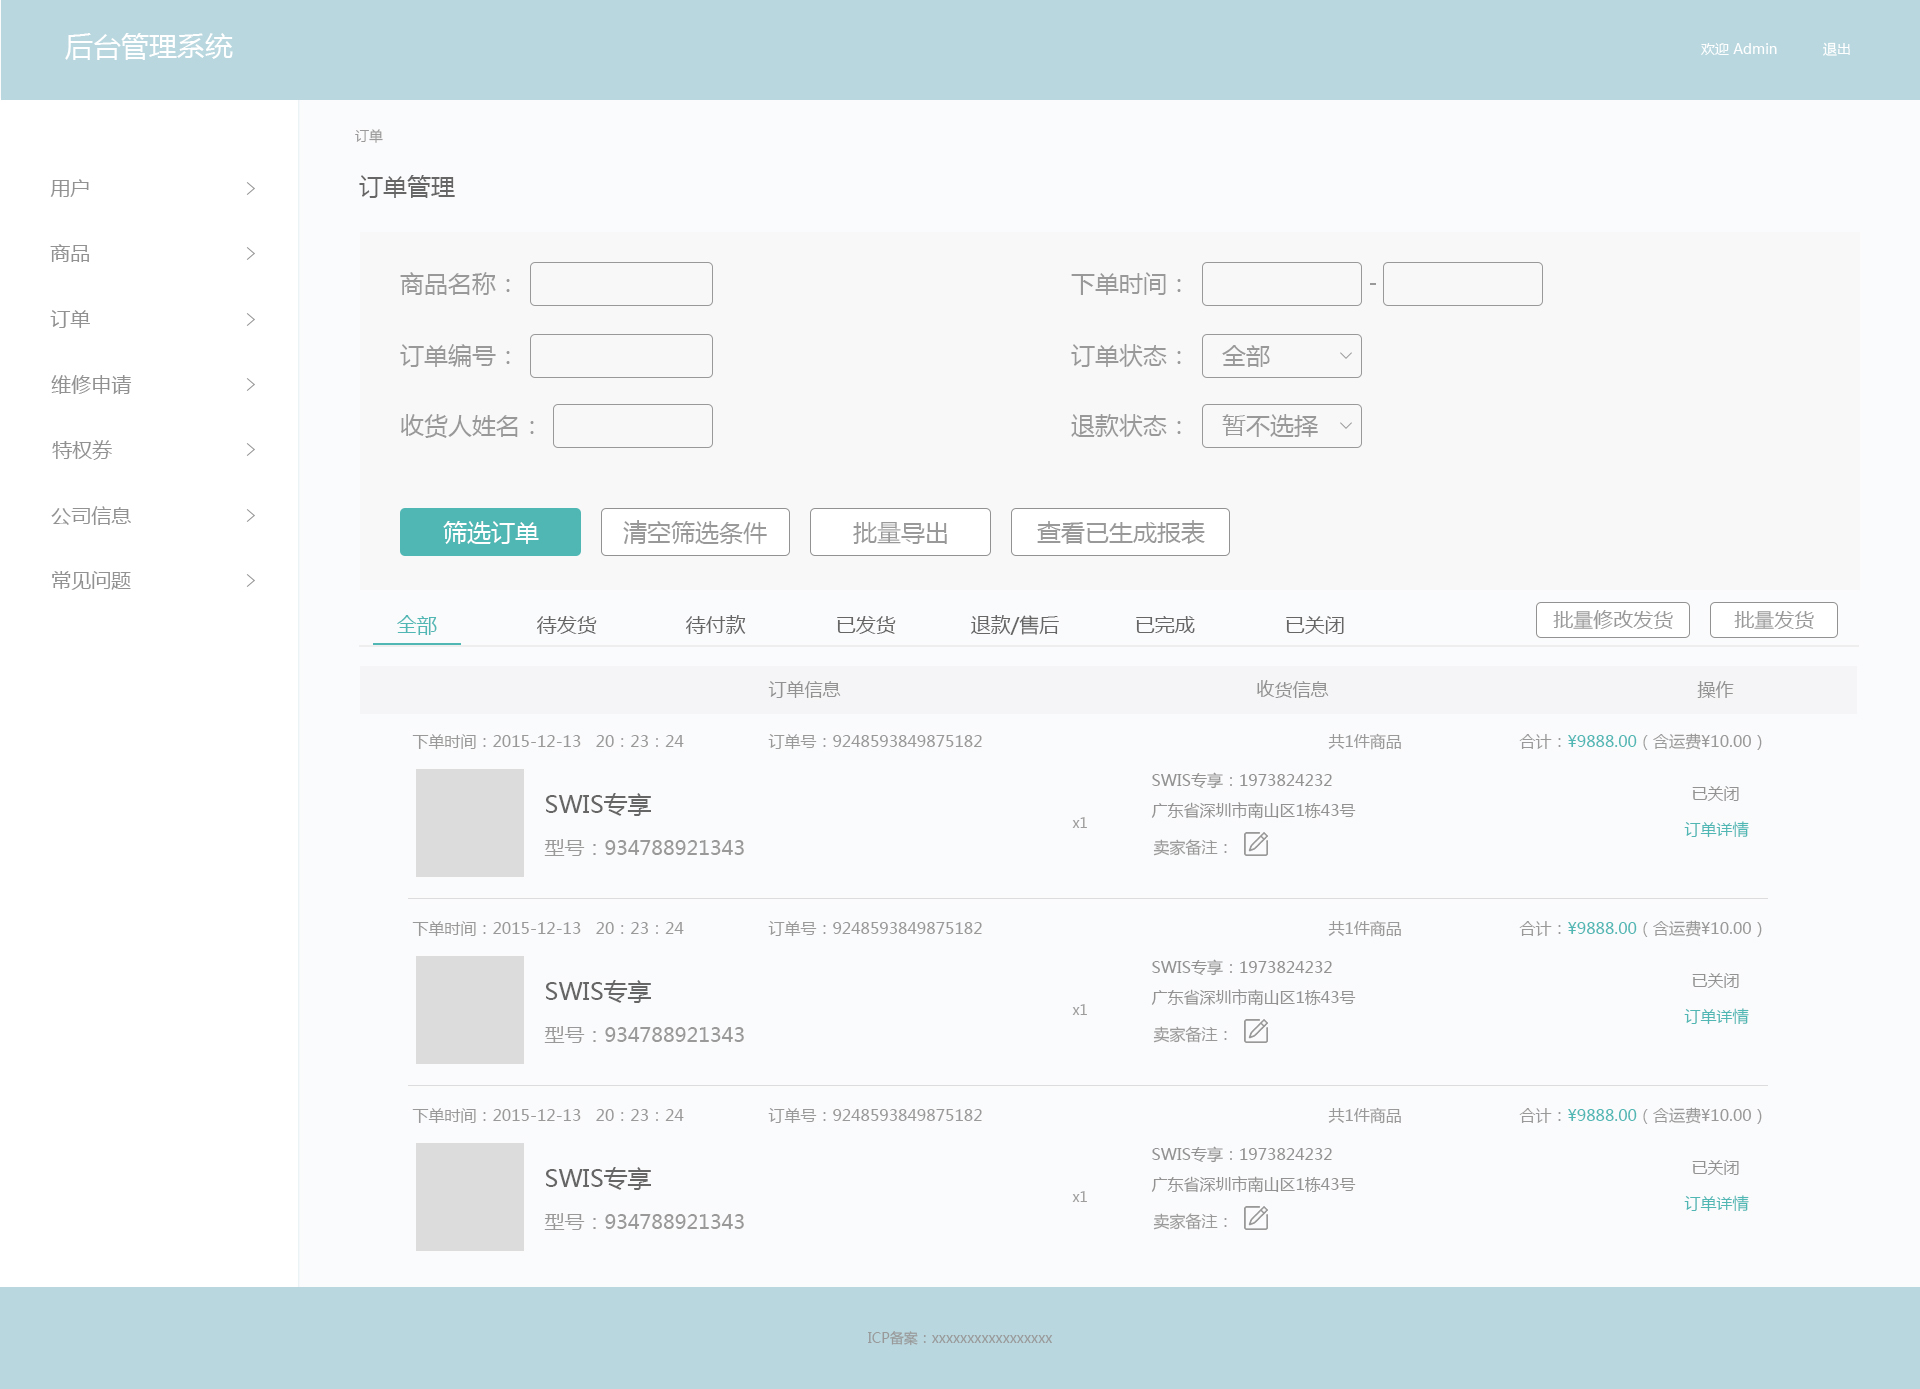 后台管理系统
欢迎 Admin 退出
用户
商品
订单
维修申请
特权券
公司信息
常见问题
订单
订单管理
商品名称：
下单时间： -
订单编号：
订单状态： 全部
收货人姓名：
退款状态： 暂不选择
筛选订单 清空筛选条件 批量导出 查看已生成报表
全部 待发货 待付款 已发货 退款/售后 已完成 已关闭 批量修改发货 批量发货
订单信息 收货信息 操作
下单时间：2015-12-13 20：23：24 订单号：9248593849875182 共1件商品 合计：¥9888.00（含运费¥10.00）
SWIS专享
型号：934788921343
x1
SWIS专享：1973824232
广东省深圳市南山区1栋43号
卖家备注：
已关闭
订单详情
下单时间：2015-12-13 20：23：24 订单号：9248593849875182 共1件商品 合计：¥9888.00（含运费¥10.00）
SWIS专享
型号：934788921343
x1
SWIS专享：1973824232
广东省深圳市南山区1栋43号
卖家备注：
已关闭
订单详情
下单时间：2015-12-13 20：23：24 订单号：9248593849875182 共1件商品 合计：¥9888.00（含运费¥10.00）
SWIS专享
型号：934788921343
x1
SWIS专享：1973824232
广东省深圳市南山区1栋43号
卖家备注：
已关闭
订单详情
ICP备案：xxxxxxxxxxxxxxxxx